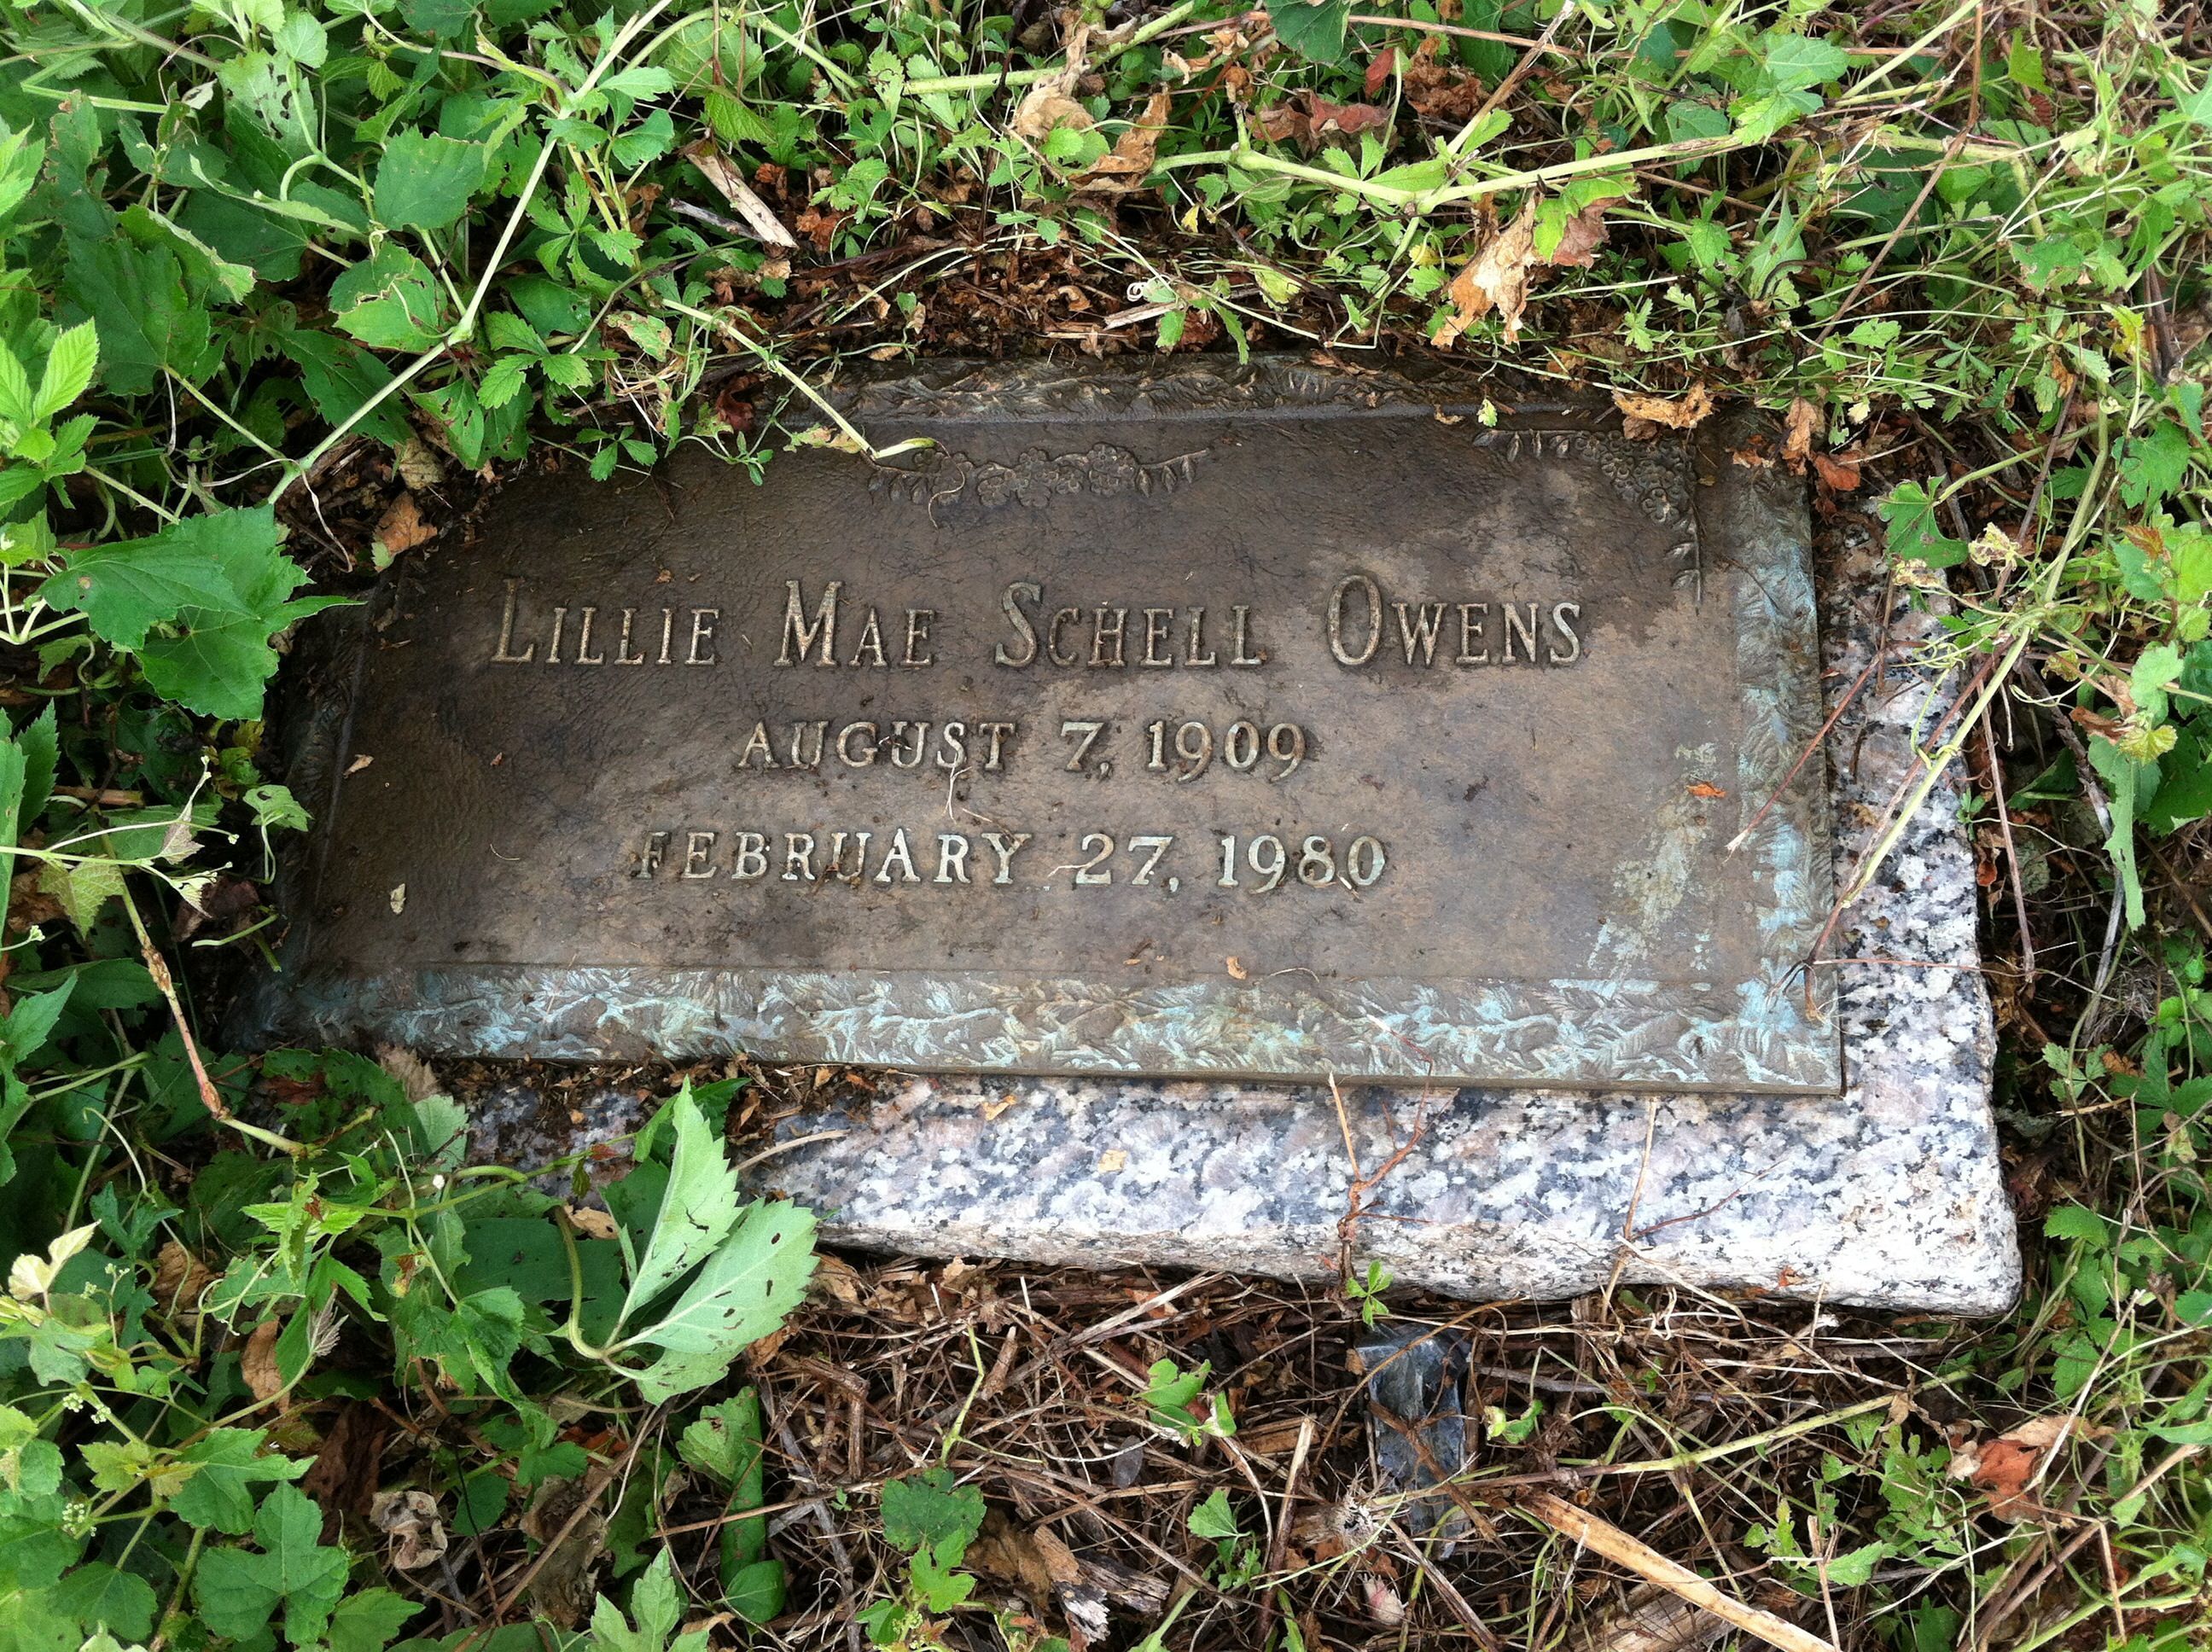 Lillie Mae Schell Owens
August 7, 1909
February 27, 1980